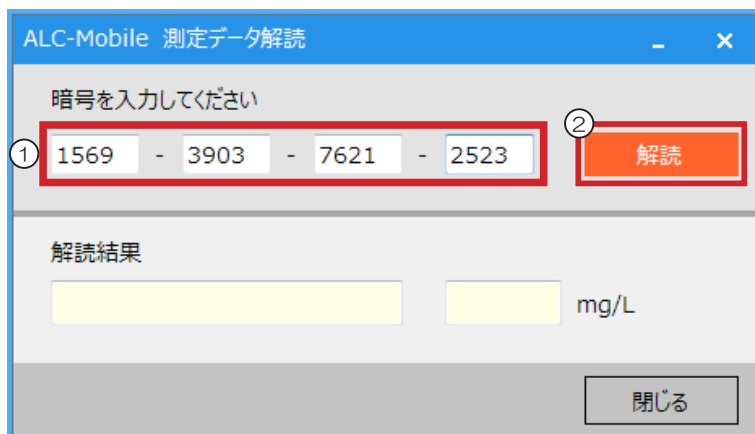 ALC-Mobile 測定データ解読
暗号を入力してください
① 1569 - 3903 - 7621 - 2523 ② 解読
解読結果
mg/L
閉じる